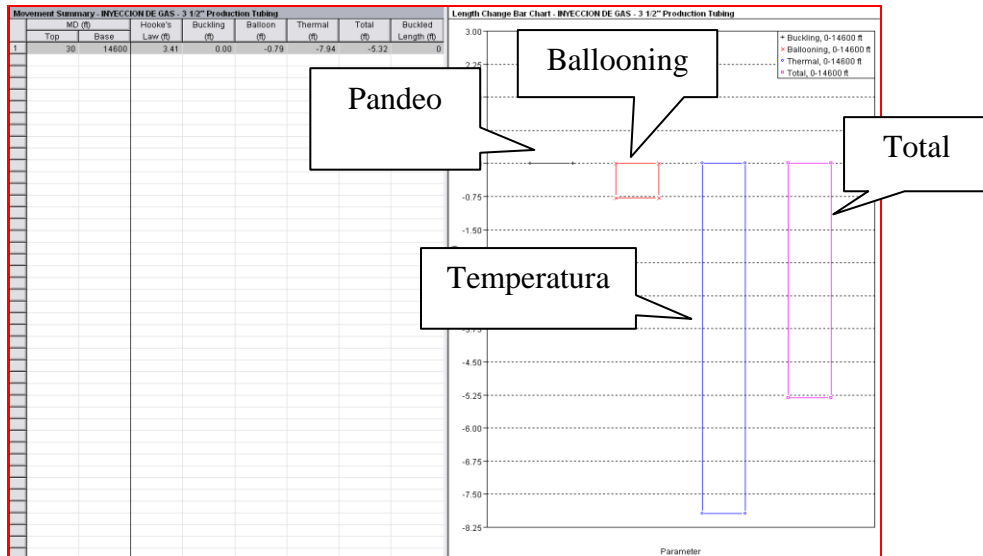 Movement Summary - INYECCION DE GAS - 3 1/2" Production Tubing
MD (ft) Hooke's Buckling Balloon Thermal Total Buckled
Top Base Law (ft) (ft) (ft) (ft) (ft) Length (ft)
1 30 14600 3.41 0.00 -0.79 -7.94 -5.32 0
Length Change Bar Chart - INYECCION DE GAS - 3 1/2" Production Tubing
3.00
2.25
-0.75
-1.50
-3.75
-4.50
-5.25
-6.00
-6.75
-7.50
-8.25
Buckling, 0-14600 ft
Ballooning, 0-14600 ft
Thermal, 0-14600 ft
Total, 0-14600 ft
Pandeo
Ballooning
Total
Temperatura
Parameter